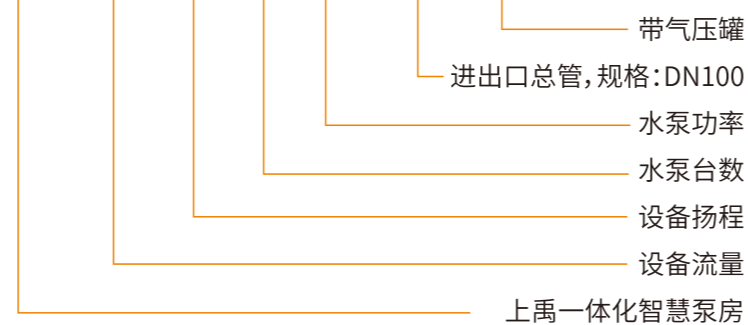 带气压罐
进出口总管，规格：DN100
水泵功率
水泵台数
设备扬程
设备流量
上禹一体化智慧泵房